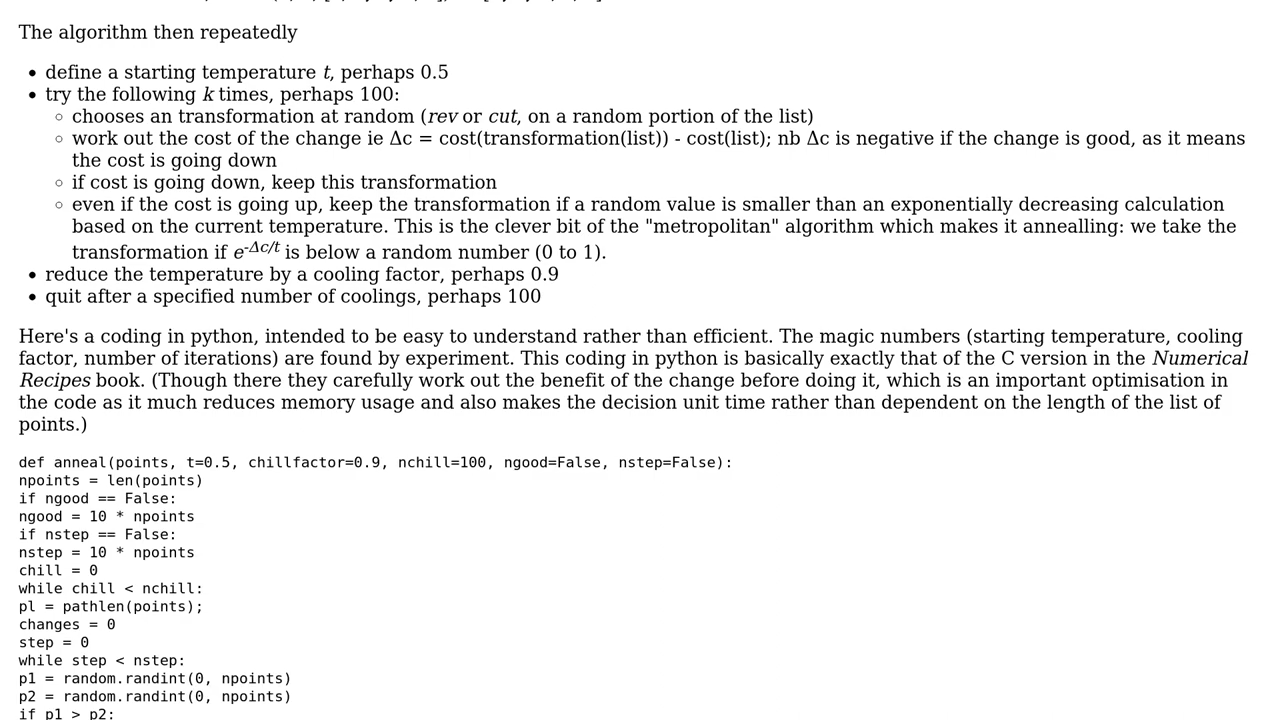 The algorithm then repeatedly
• define a starting temperature t, perhaps 0.5
• try the following k times, perhaps 100:
◦ chooses an transformation at random (rev or cut, on a random portion of the list)
◦ work out the cost of the change ie Δc = cost(transformation(list)) - cost(list); nb Δc is negative if the change is good, as it means
the cost is going down
◦ if cost is going down, keep this transformation
◦ even if the cost is going up, keep the transformation if a random value is smaller than an exponentially decreasing calculation
based on the current temperature. This is the clever bit of the "metropolitan" algorithm which makes it annealling: we take the
transformation if e-Δc/t is below a random number (0 to 1).
• reduce the temperature by a cooling factor, perhaps 0.9
• quit after a specified number of coolings, perhaps 100
Here's a coding in python, intended to be easy to understand rather than efficient. The magic numbers (starting temperature, cooling
factor, number of iterations) are found by experiment. This coding in python is basically exactly that of the C version in the Numerical
Recipes book. (Though there they carefully work out the benefit of the change before doing it, which is an important optimisation in
the code as it much reduces memory usage and also makes the decision unit time rather than dependent on the length of the list of
points.)
def anneal(points, t=0.5, chillfactor=0.9, nchill=100, ngood=False, nstep=False):
npoints = len(points)
if ngood == False:
ngood = 10 * npoints
if nstep == False:
nstep = 10 * npoints
chill = 0
while chill < nchill:
pl = pathlen(points);
changes = 0
step = 0
while step < nstep:
p1 = random.randint(0, npoints)
p2 = random.randint(0, npoints)
if p1 > p2: